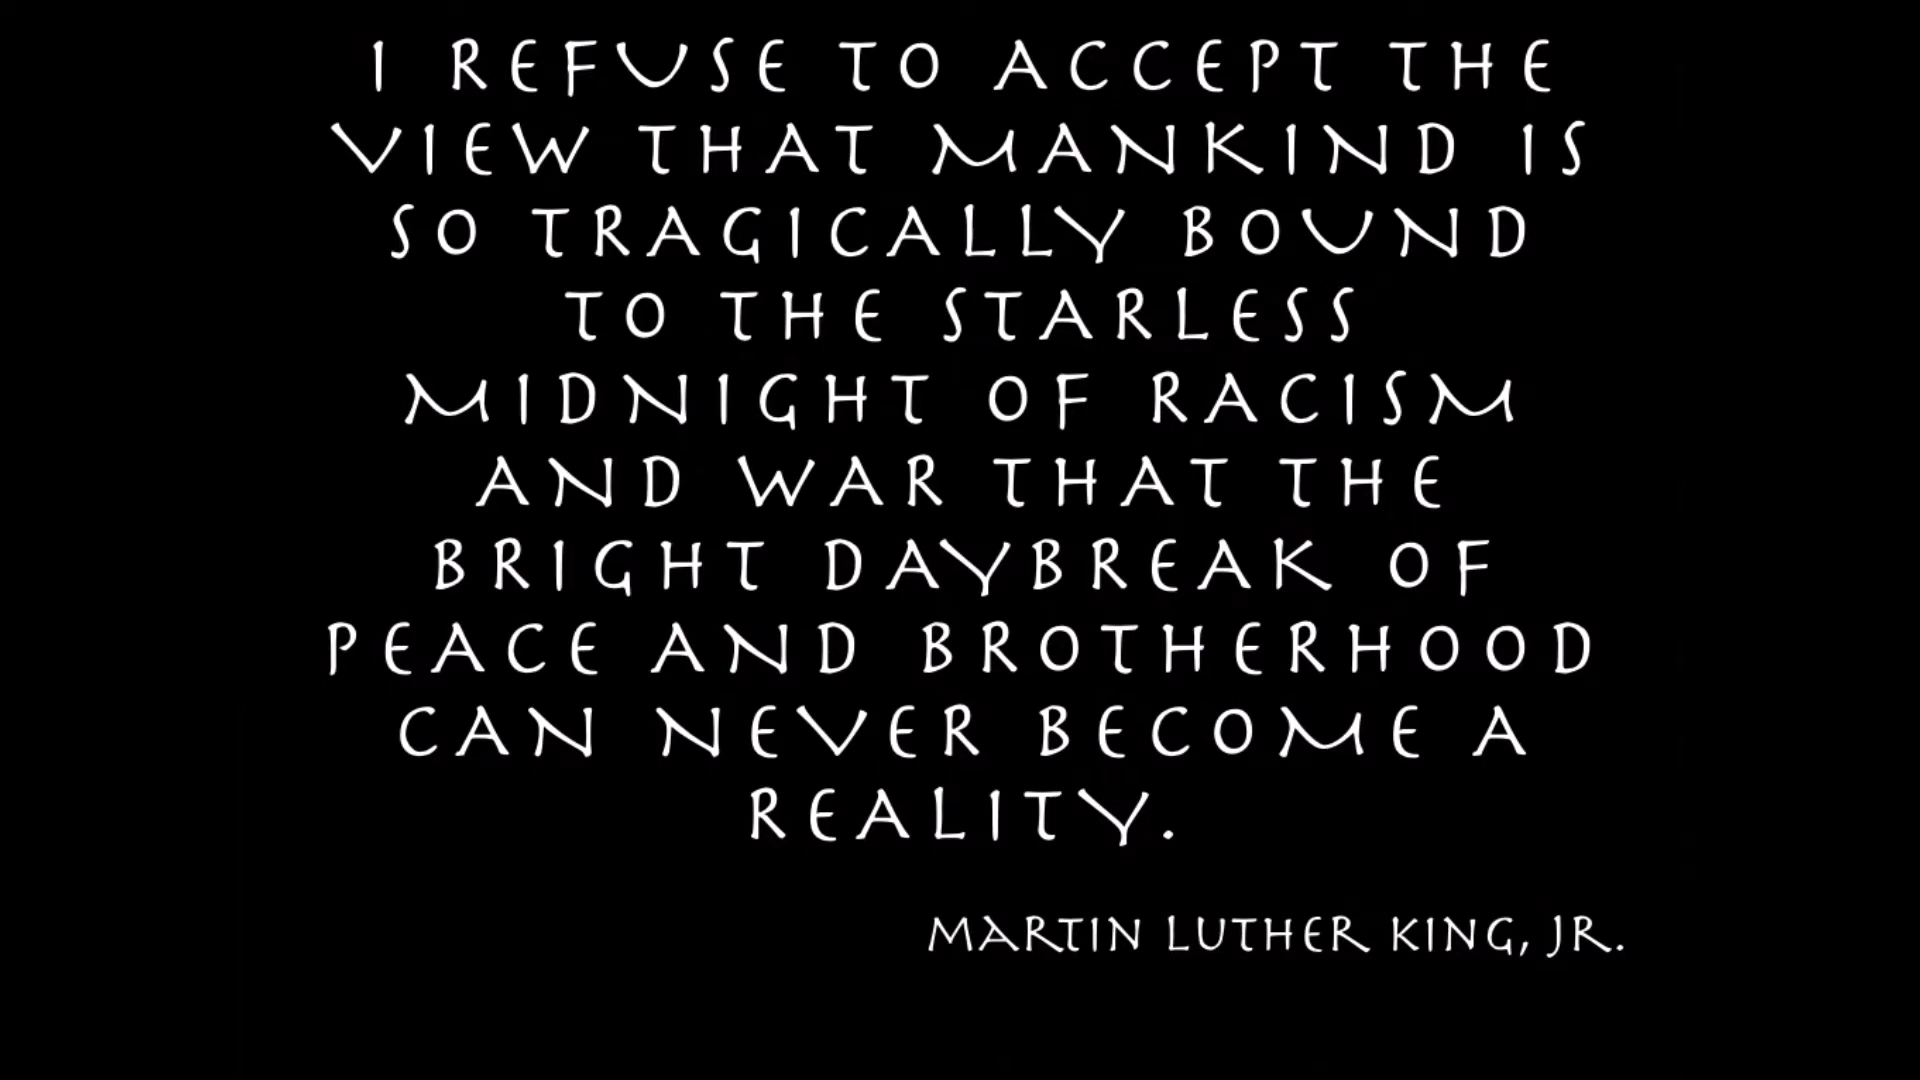 I REFUSE TO ACCEPT THE
VIEW THAT MANKIND IS
SO TRAGICALLY BOUND
TO THE STARLESS
MIDNIGHT OF RACISM
AND WAR THAT THE
BRIGHT DAYBREAK OF
PEACE AND BROTHERHOOD
CAN NEVER BECOME A
REALITY.
MARTIN LUTHER KING, JR.